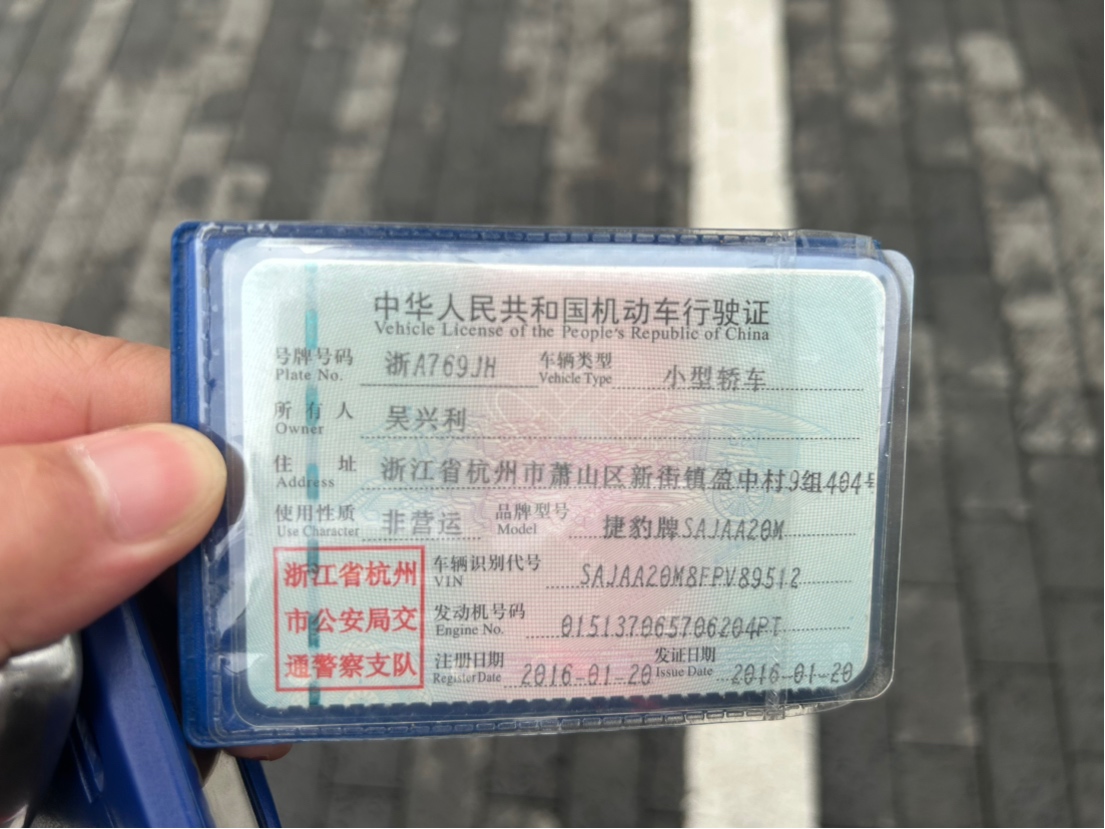 中华人民共和国机动车行驶证
Vehicle License of the People's Republic of China
号牌号码 浙A769JH 车辆类型 小型轿车
Plate No. Vehicle Type
所有人 吴兴利
Owner
住址 浙江省杭州市萧山区新街镇盈中村9组404号
Address
使用性质 非营运 品牌型号 捷豹牌SAJAA20M
Use Character Model
浙江省杭州 车辆识别代号 SAJAA20M8FPV89512
VIN
市公安局交 发动机号码 015137065706204PT
Engine No.
通警察支队 注册日期 2016-01-20 发证日期 2016-01-20
Register Date Issue Date